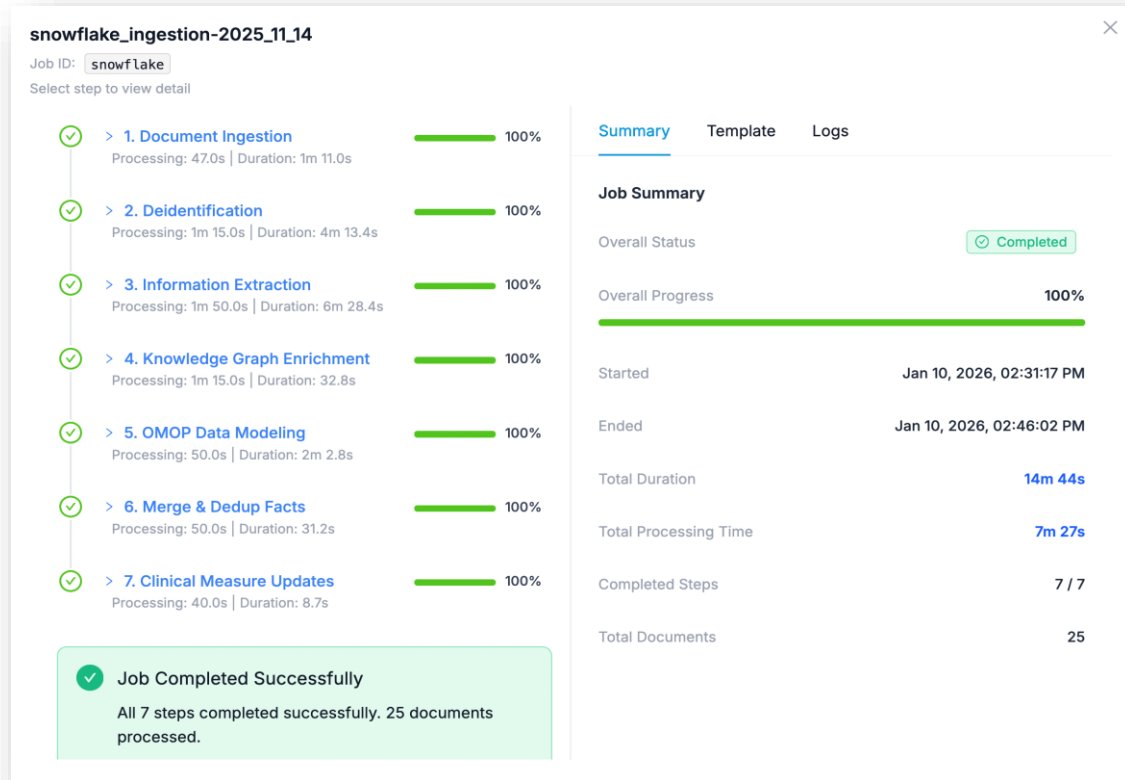 snowflake_ingestion-2025_11_14
Job ID: snowflake
Select step to view detail
> 1. Document Ingestion 100%
Processing: 47.0s | Duration: 1m 11.0s
> 2. Deidentification 100%
Processing: 1m 15.0s | Duration: 4m 13.4s
> 3. Information Extraction 100%
Processing: 1m 50.0s | Duration: 6m 28.4s
> 4. Knowledge Graph Enrichment 100%
Processing: 1m 15.0s | Duration: 32.8s
> 5. OMOP Data Modeling 100%
Processing: 50.0s | Duration: 2m 2.8s
> 6. Merge & Dedup Facts 100%
Processing: 50.0s | Duration: 31.2s
> 7. Clinical Measure Updates 100%
Processing: 40.0s | Duration: 8.7s
Job Completed Successfully
All 7 steps completed successfully. 25 documents
processed.
Summary Template Logs
Job Summary
Overall Status Completed
Overall Progress 100%
Started Jan 10, 2026, 02:31:17 PM
Ended Jan 10, 2026, 02:46:02 PM
Total Duration 14m 44s
Total Processing Time 7m 27s
Completed Steps 7 / 7
Total Documents 25